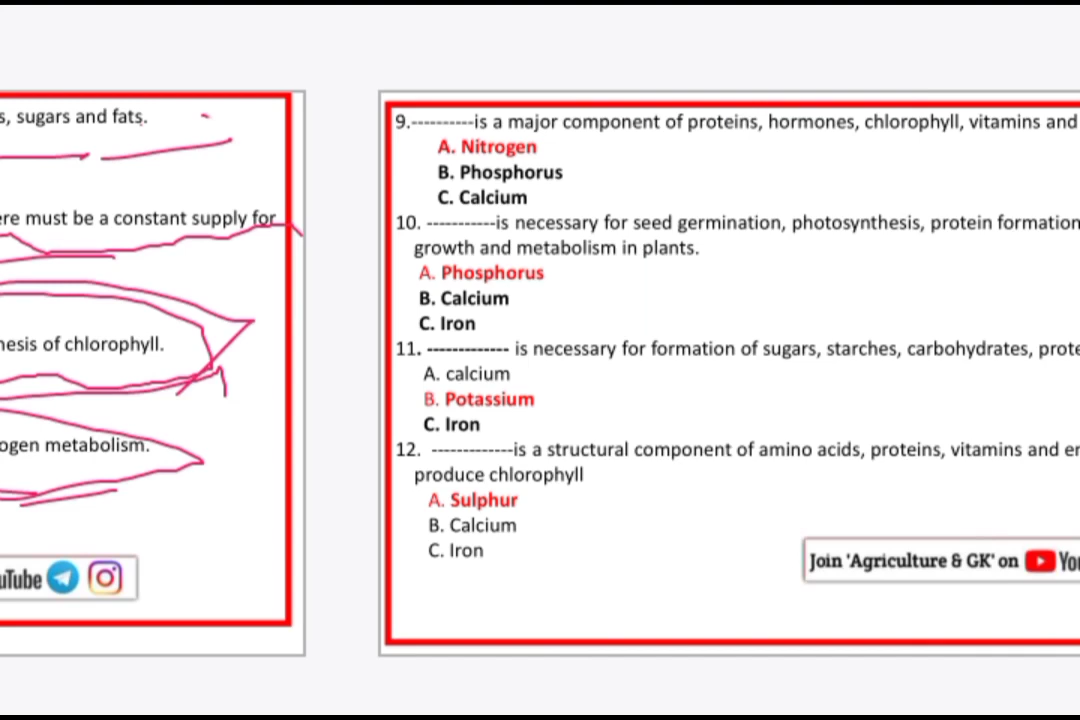 s, sugars and fats.
ere must be a constant supply for
hesis of chlorophyll.
ogen metabolism.
uTube
9.----------is a major component of proteins, hormones, chlorophyll, vitamins and
A. Nitrogen
B. Phosphorus
C. Calcium
10. -----------is necessary for seed germination, photosynthesis, protein formation
growth and metabolism in plants.
A. Phosphorus
B. Calcium
C. Iron
11. ------------- is necessary for formation of sugars, starches, carbohydrates, prote
A. calcium
B. Potassium
C. Iron
12. -------------is a structural component of amino acids, proteins, vitamins and en
produce chlorophyll
A. Sulphur
B. Calcium
C. Iron
Join 'Agriculture & GK' on You